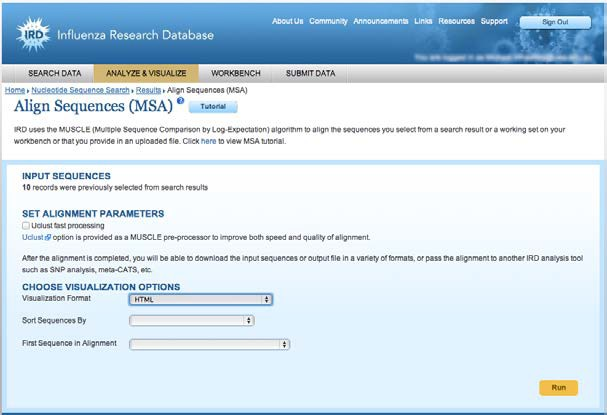 About Us Community Announcements Links Resources Support Sign Out
IRD Influenza Research Database
SEARCH DATA ANALYZE & VISUALIZE WORKBENCH SUBMIT DATA
Home ▸ Nucleotide Sequence Search ▸ Results ▸ Align Sequences (MSA)
Align Sequences (MSA) ? Tutorial
IRD uses the MUSCLE (Multiple Sequence Comparison by Log-Expectation) algorithm to align the sequences you select from a search result or a working set on your
workbench or that you provide in an uploaded file. Click here to view MSA tutorial.
INPUT SEQUENCES
10 records were previously selected from search results
SET ALIGNMENT PARAMETERS
Uclust fast processing
Uclust option is provided as a MUSCLE pre-processor to improve both speed and quality of alignment.
After the alignment is completed, you will be able to download the input sequences or output file in a variety of formats, or pass the alignment to another IRD analysis tool
such as SNP analysis, meta-CATS, etc.
CHOOSE VISUALIZATION OPTIONS
Visualization Format HTML
Sort Sequences By
First Sequence in Alignment
Run